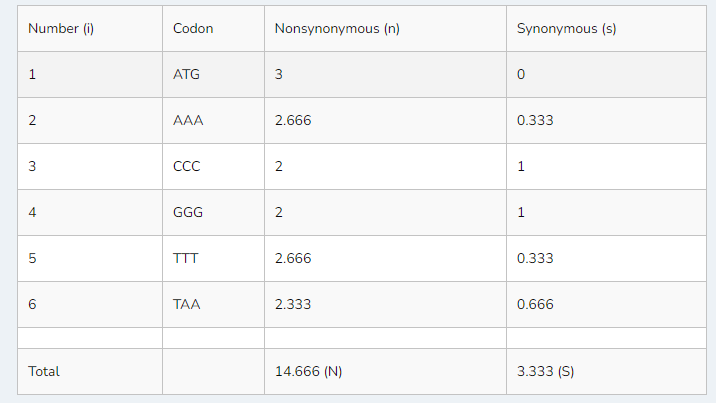 Number (i) Codon Nonsynonymous (n) Synonymous (s)
1 ATG 3 0
2 AAA 2.666 0.333
3 CCC 2 1
4 GGG 2 1
5 TTT 2.666 0.333
6 TAA 2.333 0.666
Total 14.666 (N) 3.333 (S)